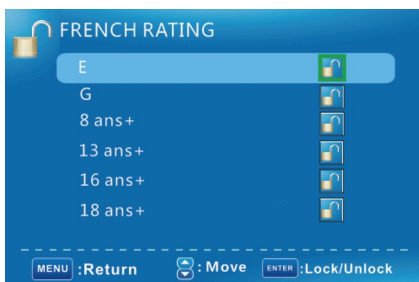 FRENCH RATING
E
G
8 ans+
13 ans+
16 ans+
18 ans+
MENU :Return : Move ENTER :Lock/Unlock